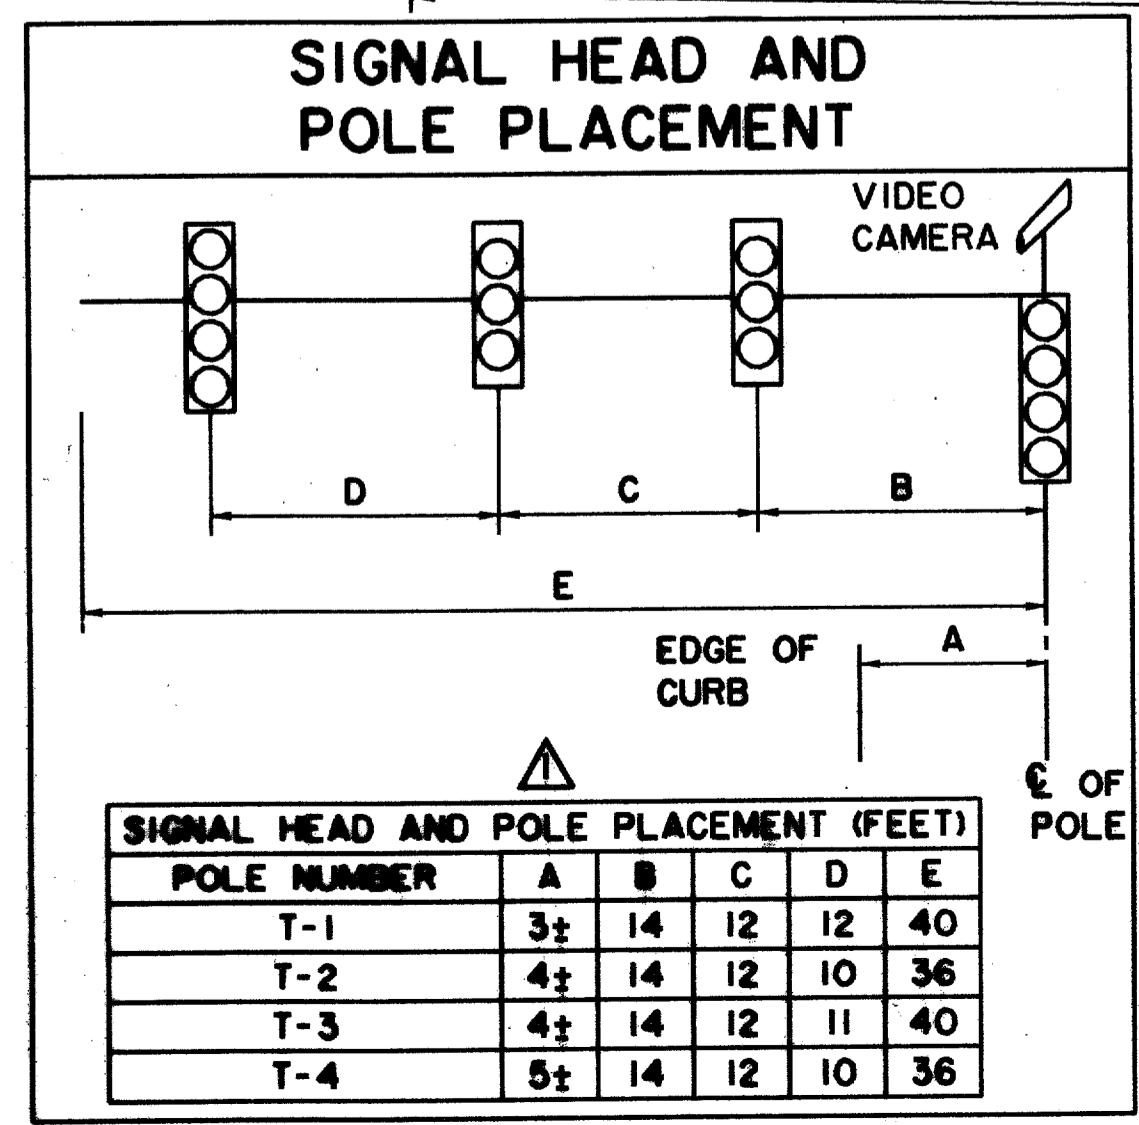 SIGNAL HEAD AND
POLE PLACEMENT
VIDEO
CAMERA
D C B
E
EDGE OF A
CURB
1
℄ OF
POLE
SIGNAL HEAD AND POLE PLACEMENT (FEET)
POLE NUMBER A B C D E
T-1 3± 14 12 12 40
T-2 4± 14 12 10 36
T-3 4± 14 12 11 40
T-4 5± 14 12 10 36